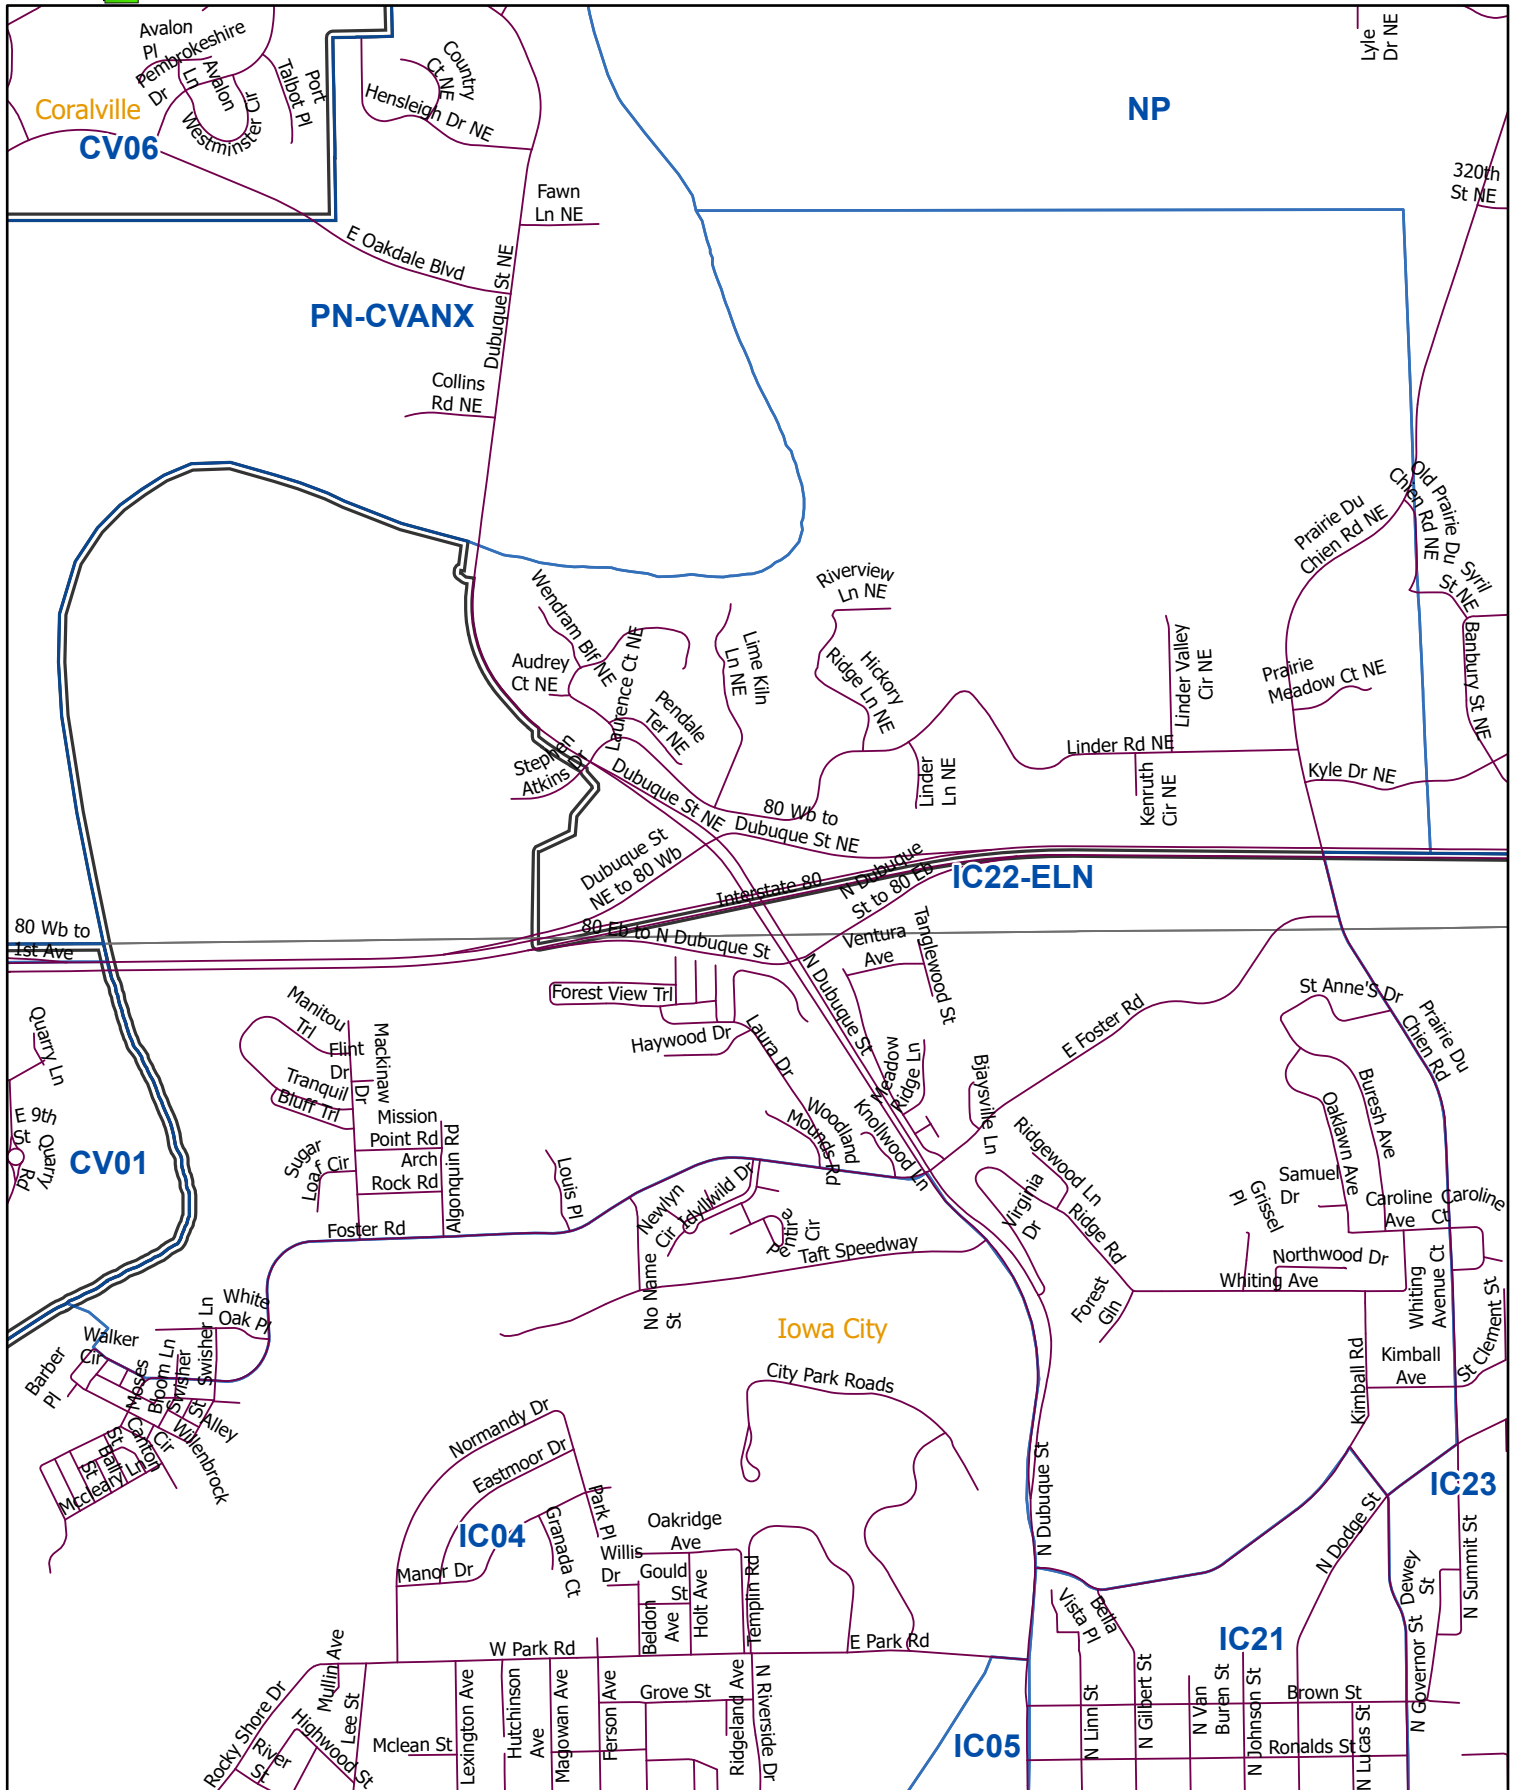 Avalon
Pl
Pembrokeshire
Dr
Avalon
Ln
Westminster Cir
Port
Talbot Pl
Coralville
CV06
Country
Ct NE
Hensleigh Dr NE
Lyle
Dr NE
NP
320th
St NE
Fawn
Ln NE
E Oakdale Blvd
Dubuque St NE
PN-CVANX
Collins
Rd NE
Prairie Du
Chien Rd NE
Old Prairie Du
Chien Rd NE
Syril
St NE
Banbury St NE
Riverview
Ln NE
Wendram Blf NE
Audrey
Ct NE
Laurence Ct NE
Pendale
Ter NE
Lime Kiln
Ln NE
Hickory
Ridge Ln NE
Linder Valley
Cir NE
Prairie
Meadow Ct NE
Stephen
Atkins Dr
Linder Rd NE
Linder
Ln NE
Kenruth
Cir NE
Kyle Dr NE
Dubuque St NE
80 Wb to
Dubuque St NE
Dubuque St
NE to 80 Wb
Interstate 80
N Dubuque
St to 80 Eb
IC22-ELN
80 Wb to
1st Ave
80 Eb to N Dubuque St
Ventura
Ave
Tanglewood St
N Dubuque St
Forest View Trl
Haywood Dr
Laura Dr
St Anne'S Dr
Prairie Du
Chien Rd
E Foster Rd
Quarry Ln
Manitou
Trl
Flint
Dr
Mackinaw
Dr
Tranquil
Bluff Trl
Meadow
Ridge Ln
Bjaysville Ln
Buresh Ave
Oaklawn Ave
E 9th
St
Quarry
Rd
CV01
Sugar
Loaf Cir
Mission
Point Rd
Arch
Rock Rd
Algonquin Rd
Woodland
Mounds Rd
Knollwood Ln
Ridgewood Ln
Louis Pl
Foster Rd
Newlyn
Cir
Idyllwild Dr
Pentire
Cir
Virginia
Dr
Ridge Rd
Grissel
Pl
Samuel
Dr
Caroline
Ave
Caroline
Ct
Taft Speedway
Northwood Dr
Whiting Ave
Whiting
Avenue Ct
No Name
St
Forest
Gln
Iowa City
White
Oak Pl
Walker
Cir
Barber
Pl
Moses
Bloom Ln
Swisher
St
Swisher Ln
Alley
Willenbrock
Cir
Canton
St
Ball
St
Mccleary Ln
St Clement St
Kimball
Ave
Kimball Rd
City Park Roads
Normandy Dr
Eastmoor Dr
Park Pl
Granada Ct
IC04
Manor Dr
Oakridge
Ave
Willis
Dr
Gould
St
Beldon
Ave
Holt Ave
Templin Rd
N Dubuque St
N Dodge St
IC23
Dewey
St
N Summit St
Vista Pl
Bella
IC21
W Park Rd
E Park Rd
Rocky Shore Dr
Mullin Ave
Lee St
River
St
Highwood St
Mclean St
Lexington Ave
Hutchinson
Ave
Magowan Ave
Ferson Ave
Grove St
Ridgeland Ave
N Riverside Dr
IC05
N Linn St
N Gilbert St
N Van
Buren St
N Johnson St
Brown St
Ronalds St
N Lucas St
N Governor St